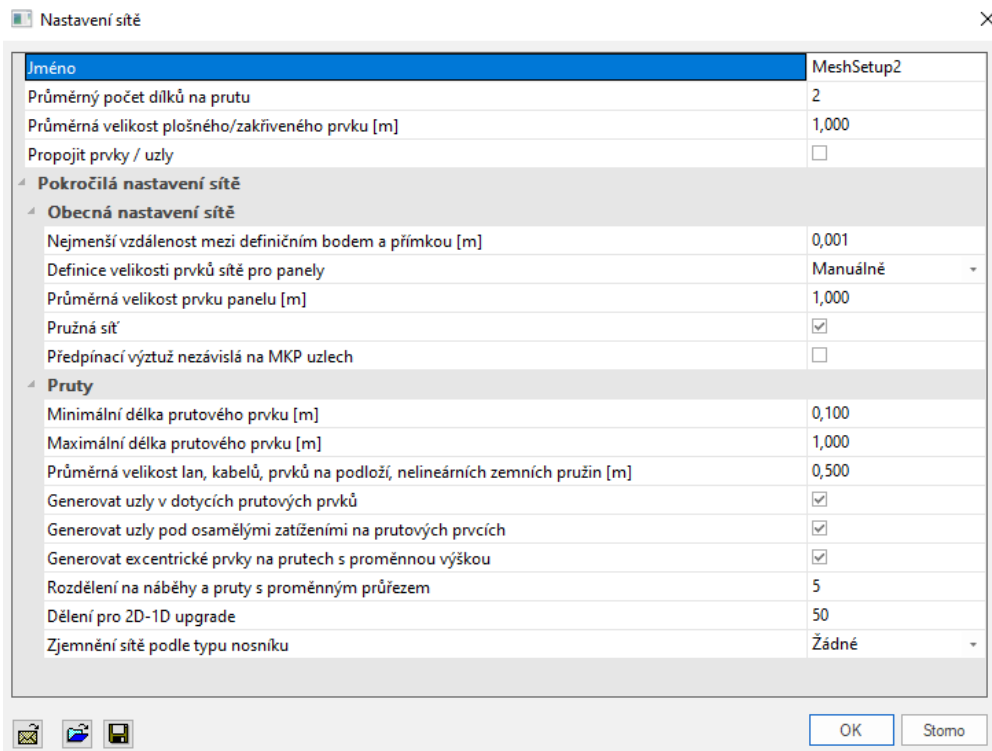 Nastavení sítě
Jméno MeshSetup2
Průměrný počet dílků na prutu 2
Průměrná velikost plošného/zakřiveného prvku [m] 1,000
Propojit prvky / uzly
Pokročilá nastavení sítě
Obecná nastavení sítě
Nejmenší vzdálenost mezi definičním bodem a přímkou [m] 0,001
Definice velikosti prvků sítě pro panely Manuálně
Průměrná velikost prvku panelu [m] 1,000
Pružná síť
Předpínací výztuž nezávislá na MKP uzlech
Pruty
Minimální délka prutového prvku [m] 0,100
Maximální délka prutového prvku [m] 1,000
Průměrná velikost lan, kabelů, prvků na podloží, nelineárních zemních pružin [m] 0,500
Generovat uzly v dotycích prutových prvků
Generovat uzly pod osamělými zatíženími na prutových prvcích
Generovat excentrické prvky na prutech s proměnnou výškou
Rozdělení na náběhy a pruty s proměnným průřezem 5
Dělení pro 2D-1D upgrade 50
Zjemnění sítě podle typu nosníku Žádné
OK Storno